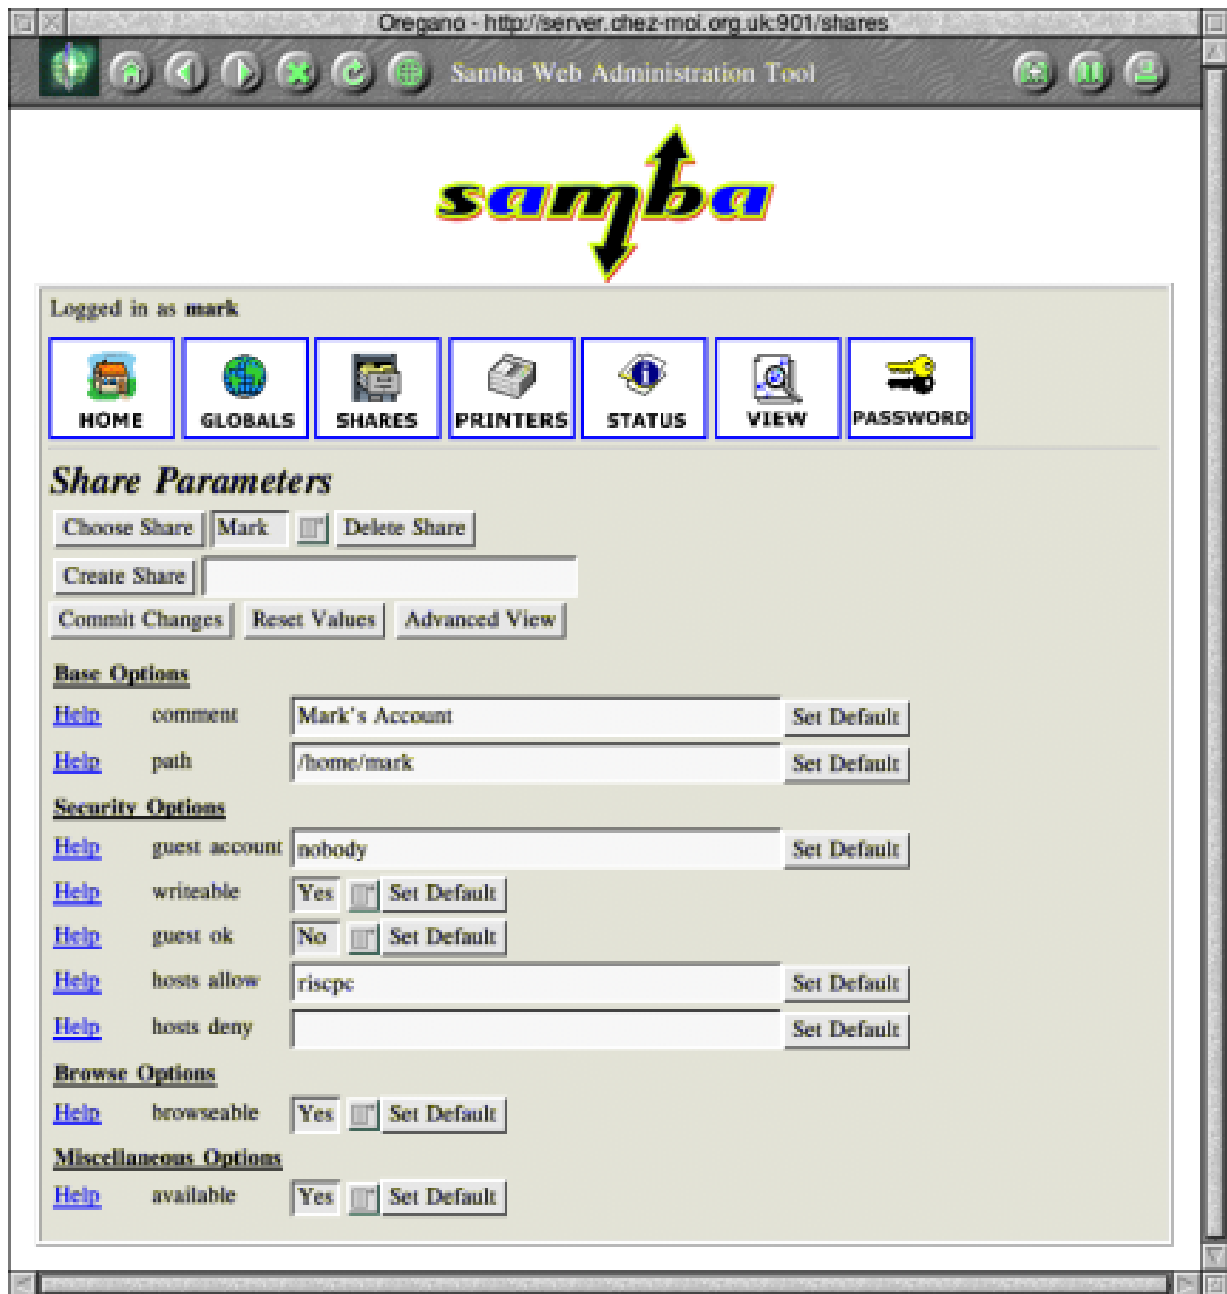 Oregano - http://server.chez-moi.org.uk:901/shares
Samba Web Administration Tool
samba
Logged in as mark
HOME GLOBALS SHARES PRINTERS STATUS VIEW PASSWORD
Share Parameters
Choose Share Mark Delete Share
Create Share
Commit Changes Reset Values Advanced View
Base Options
Help comment Mark's Account Set Default
Help path /home/mark Set Default
Security Options
Help guest account nobody Set Default
Help writeable Yes Set Default
Help guest ok No Set Default
Help hosts allow riscpc Set Default
Help hosts deny Set Default
Browse Options
Help browseable Yes Set Default
Miscellaneous Options
Help available Yes Set Default